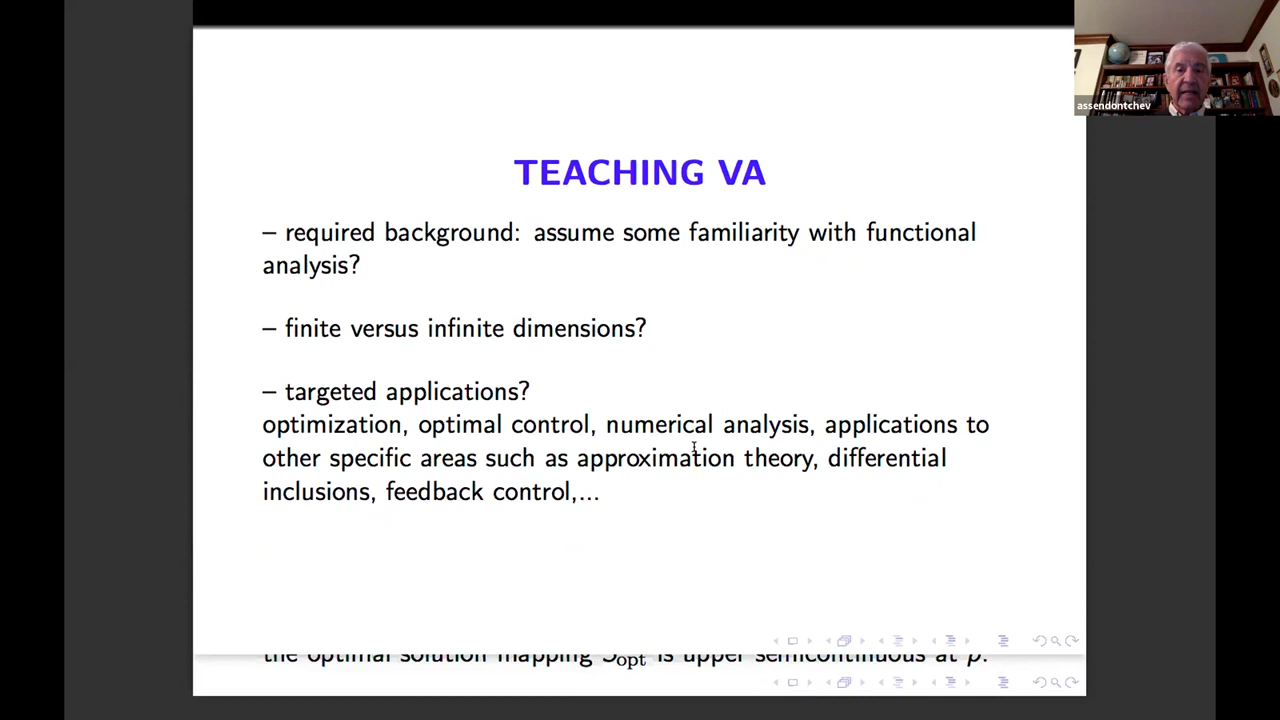 assendontchev
TEACHING VA
– required background: assume some familiarity with functional
analysis?
– finite versus infinite dimensions?
– targeted applications?
optimization, optimal control, numerical analysis, applications to
other specific areas such as approximation theory, differential
inclusions, feedback control,...
the optimal solution mapping Sopt is upper semicontinuous at p.